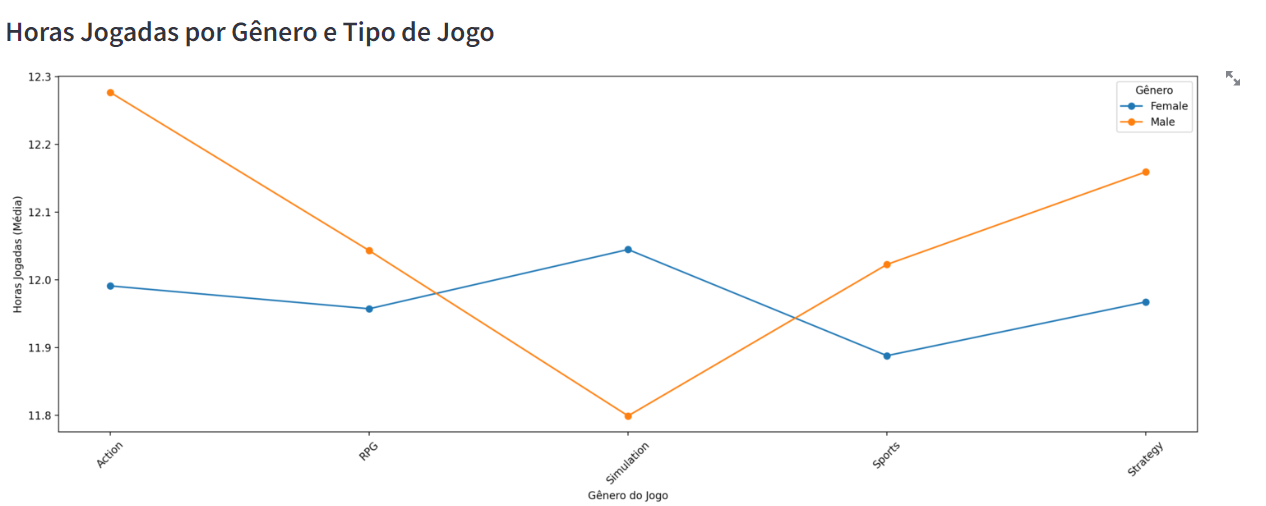 Horas Jogadas por Gênero e Tipo de Jogo
12.3
12.2
12.1
12.0
11.9
11.8
Horas Jogadas (Média)
Gênero
Female
Male
Action
RPG
Simulation
Sports
Strategy
Gênero do Jogo